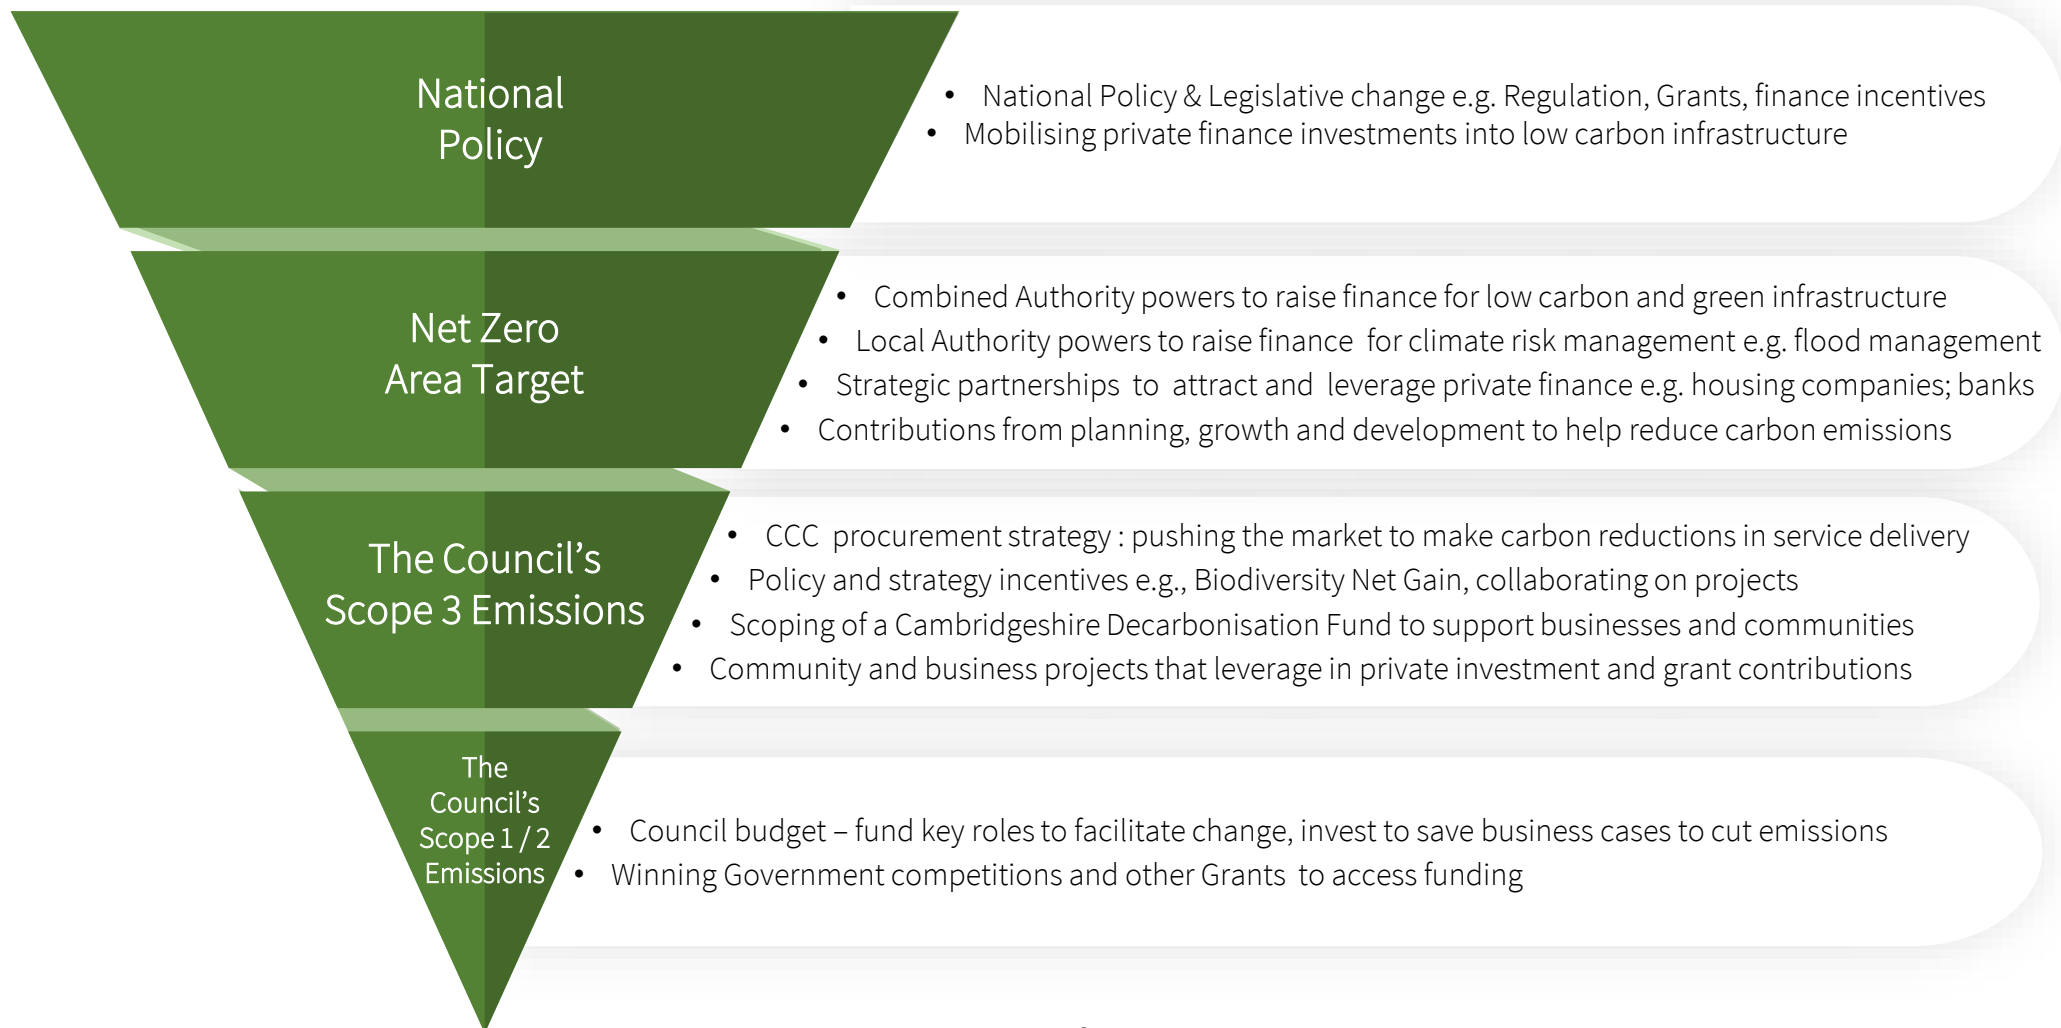 National
Policy
• National Policy & Legislative change e.g. Regulation, Grants, finance incentives
• Mobilising private finance investments into low carbon infrastructure
Net Zero
Area Target
• Combined Authority powers to raise finance for low carbon and green infrastructure
• Local Authority powers to raise finance for climate risk management e.g. flood management
• Strategic partnerships to attract and leverage private finance e.g. housing companies; banks
• Contributions from planning, growth and development to help reduce carbon emissions
The Council’s
Scope 3 Emissions
• CCC procurement strategy : pushing the market to make carbon reductions in service delivery
• Policy and strategy incentives e.g., Biodiversity Net Gain, collaborating on projects
• Scoping of a Cambridgeshire Decarbonisation Fund to support businesses and communities
• Community and business projects that leverage in private investment and grant contributions
The
Council’s
Scope 1 / 2
Emissions
• Council budget – fund key roles to facilitate change, invest to save business cases to cut emissions
• Winning Government competitions and other Grants to access funding